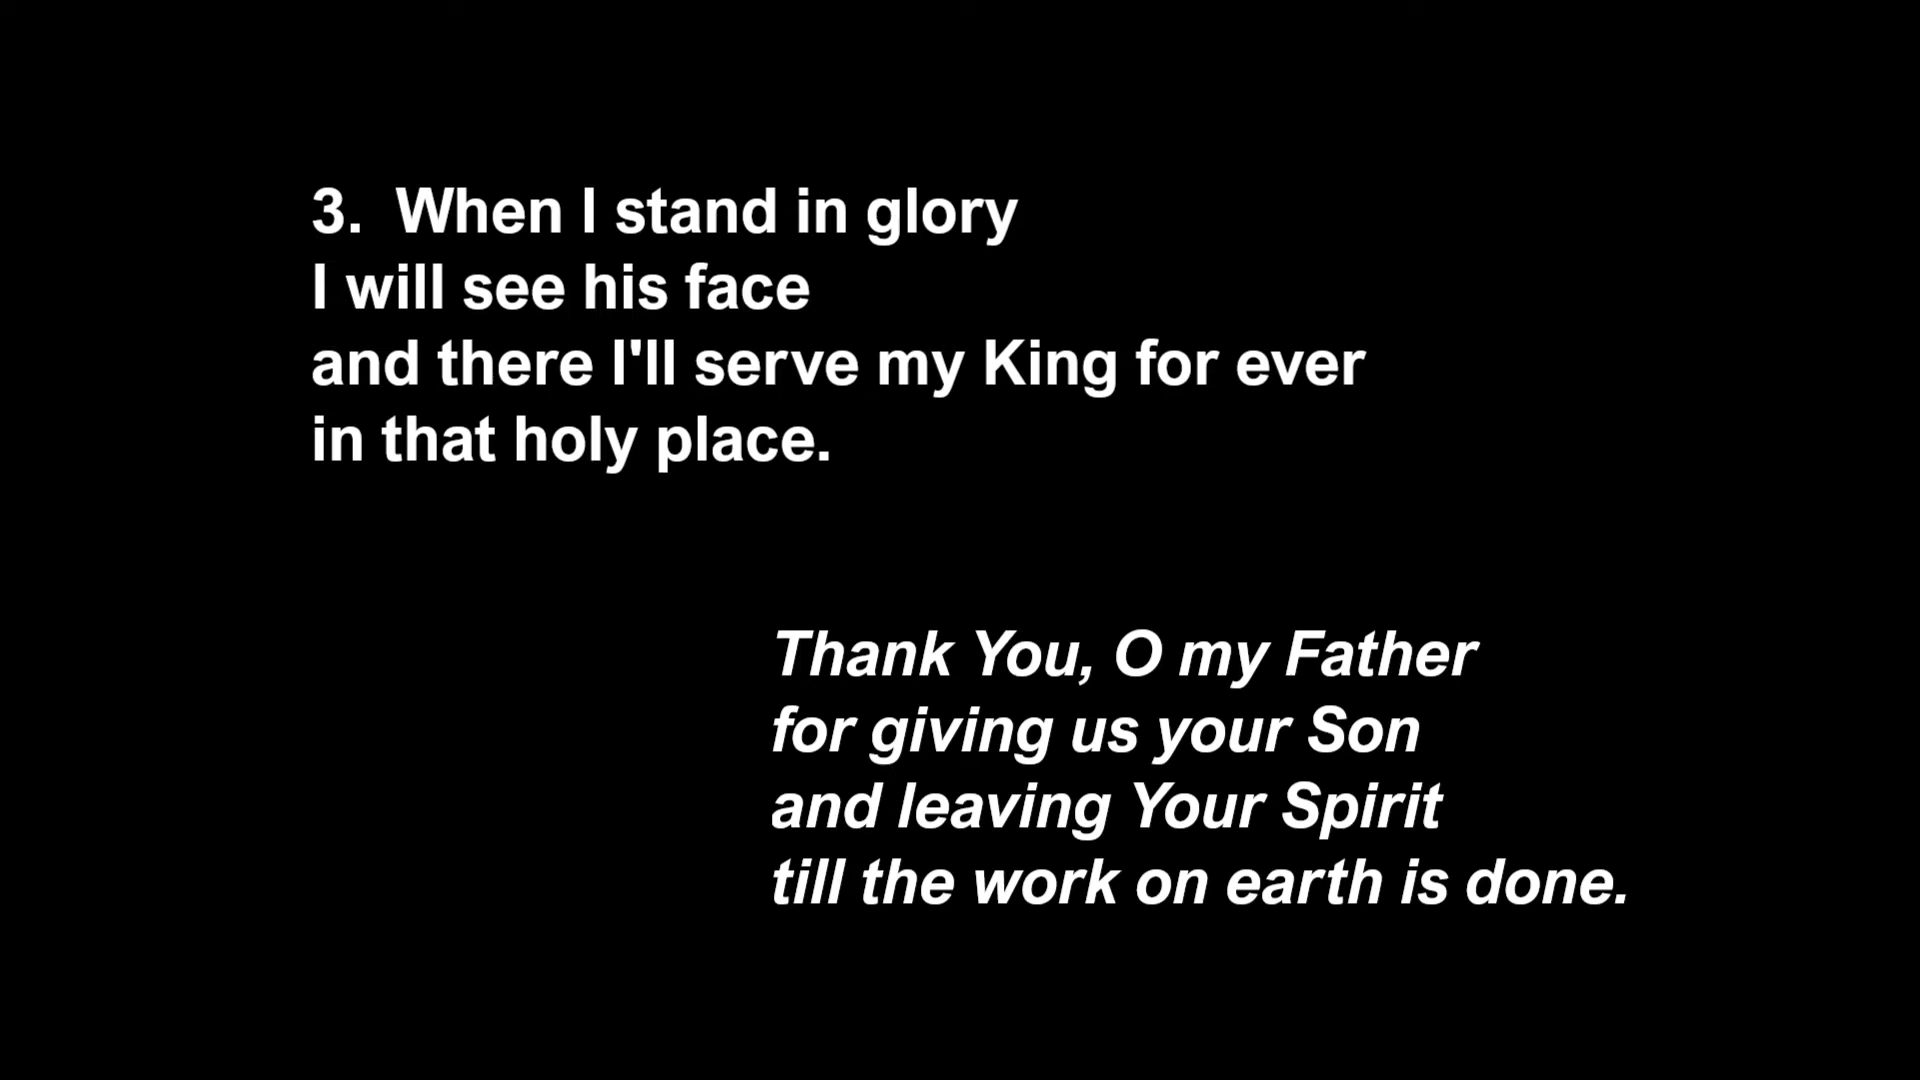 3.  When I stand in glory
I will see his face
and there I'll serve my King for ever
in that holy place.
Thank You, O my Father
for giving us your Son
and leaving Your Spirit
till the work on earth is done.